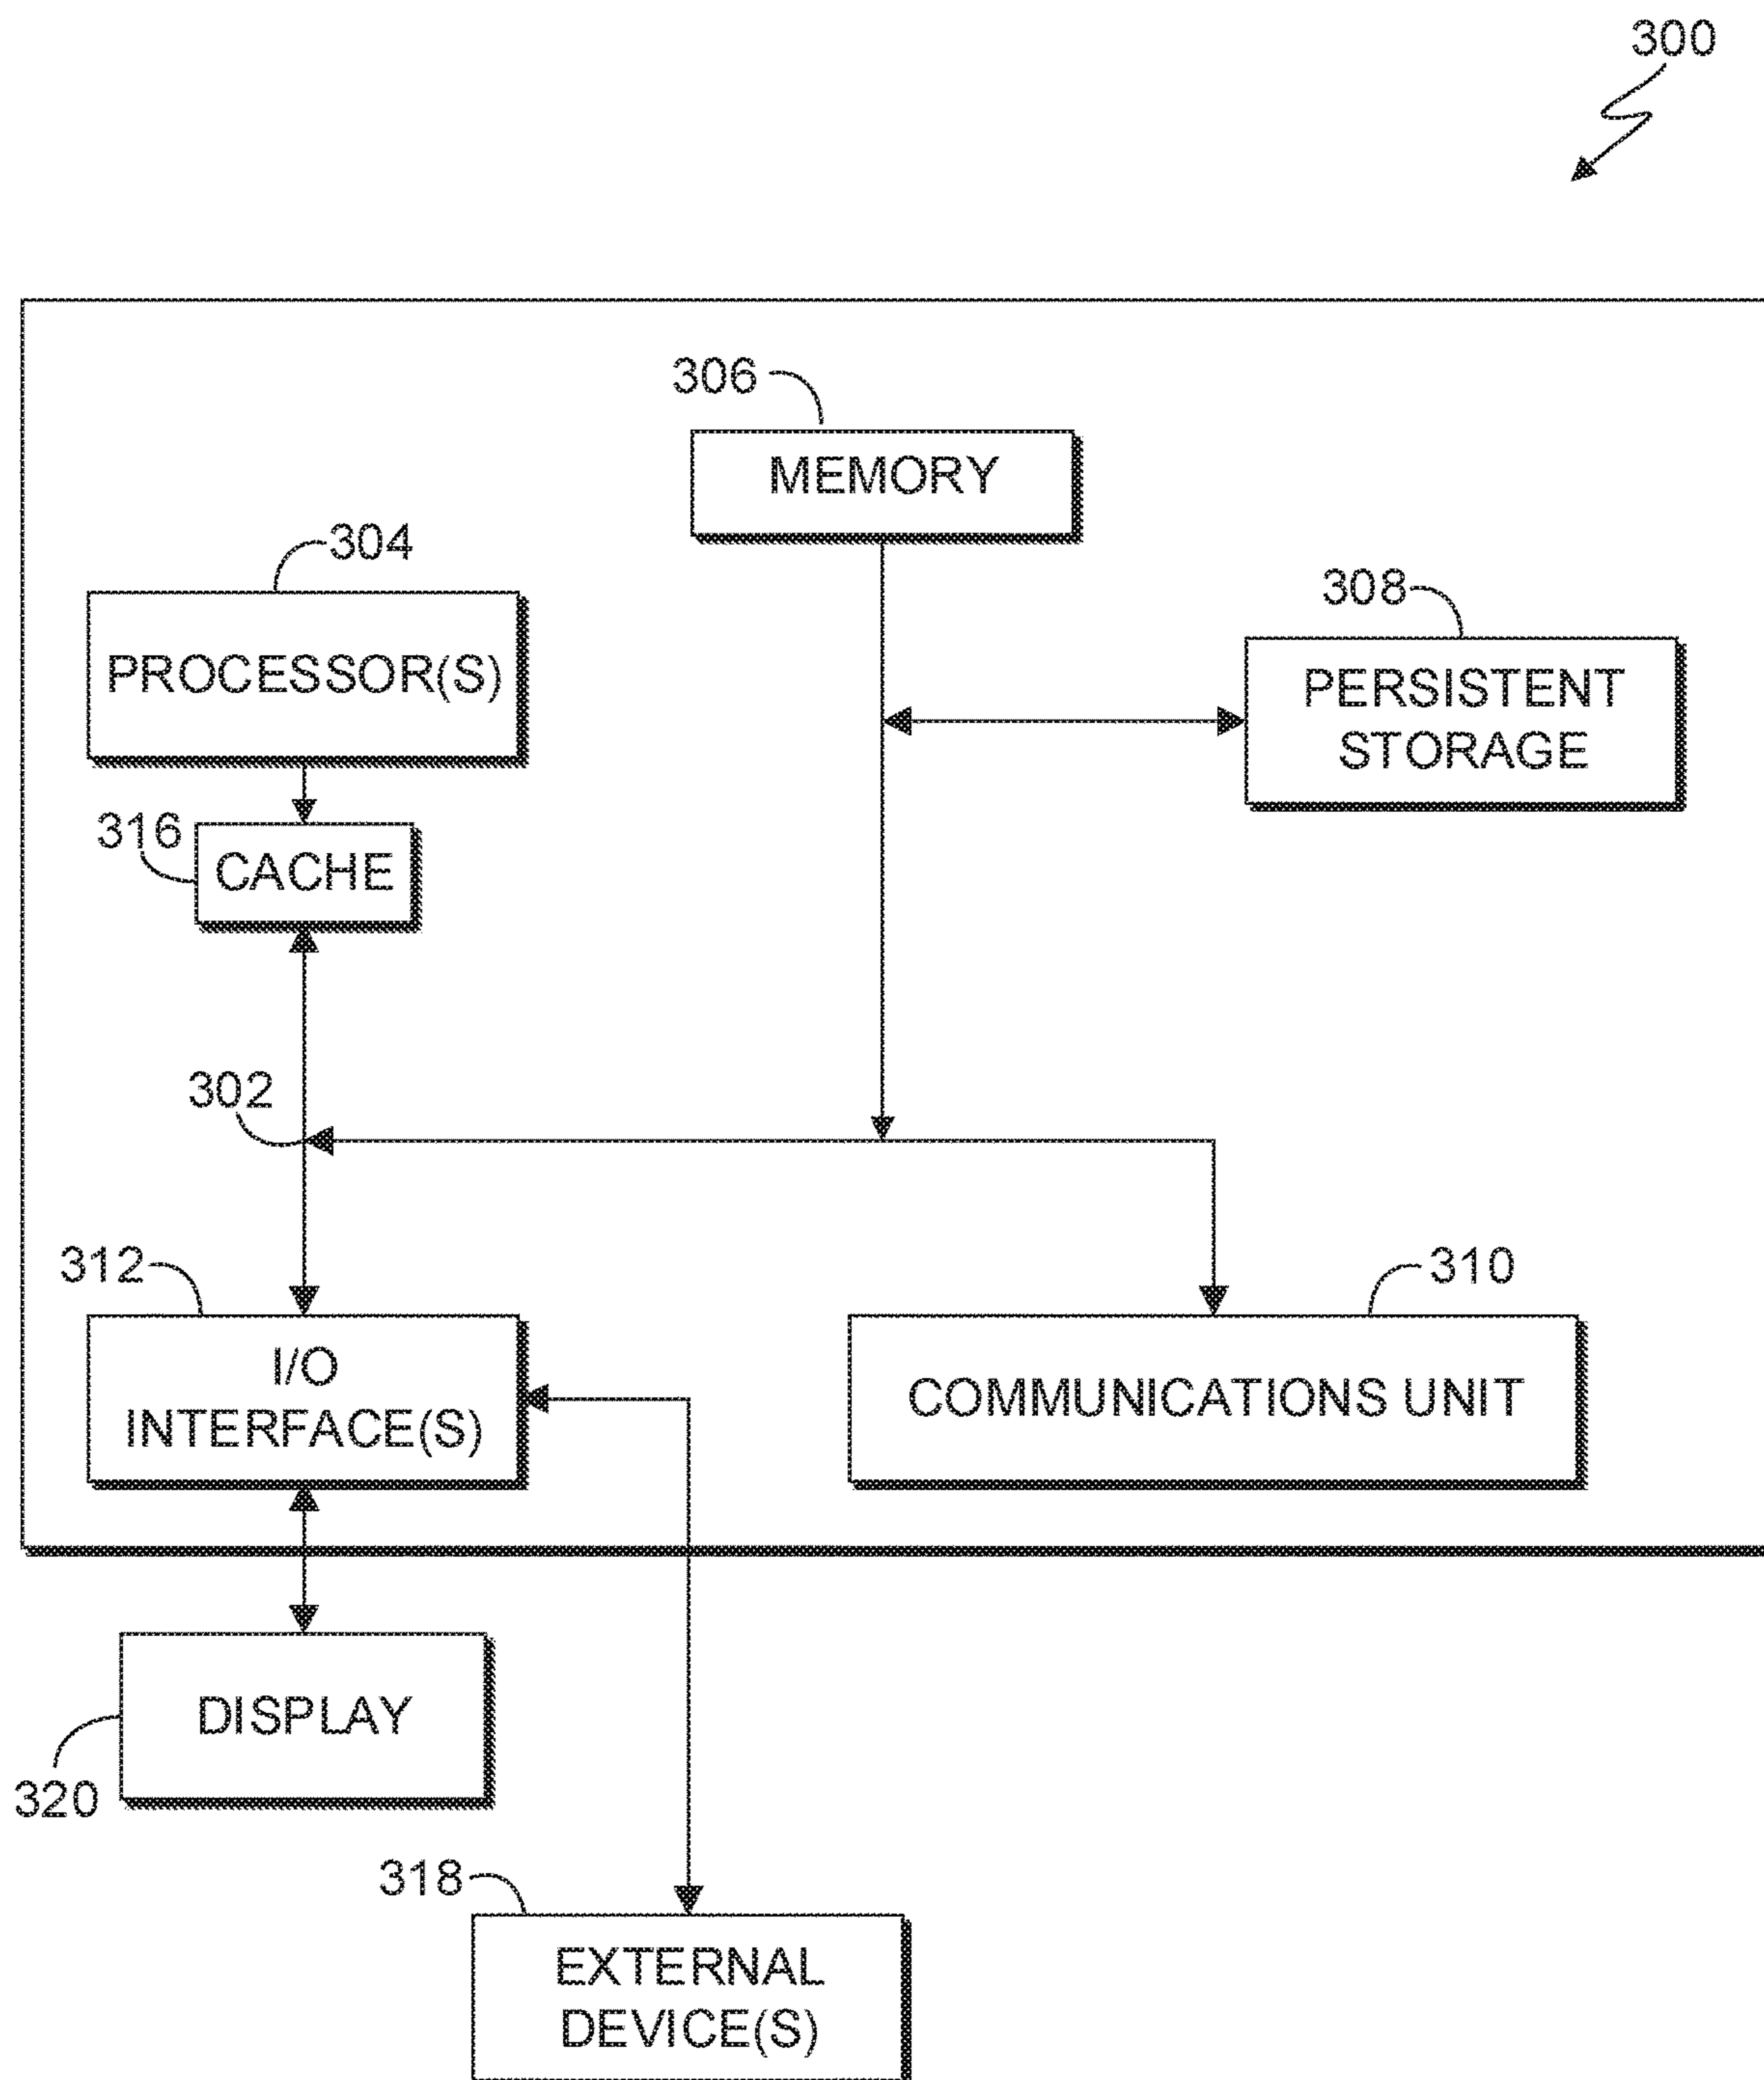 300
306
MEMORY
304
PROCESSOR(S)
308
PERSISTENT
STORAGE
316
CACHE
302
312
I/O
INTERFACE(S)
310
COMMUNICATIONS UNIT
DISPLAY
320
318
EXTERNAL
DEVICE(S)